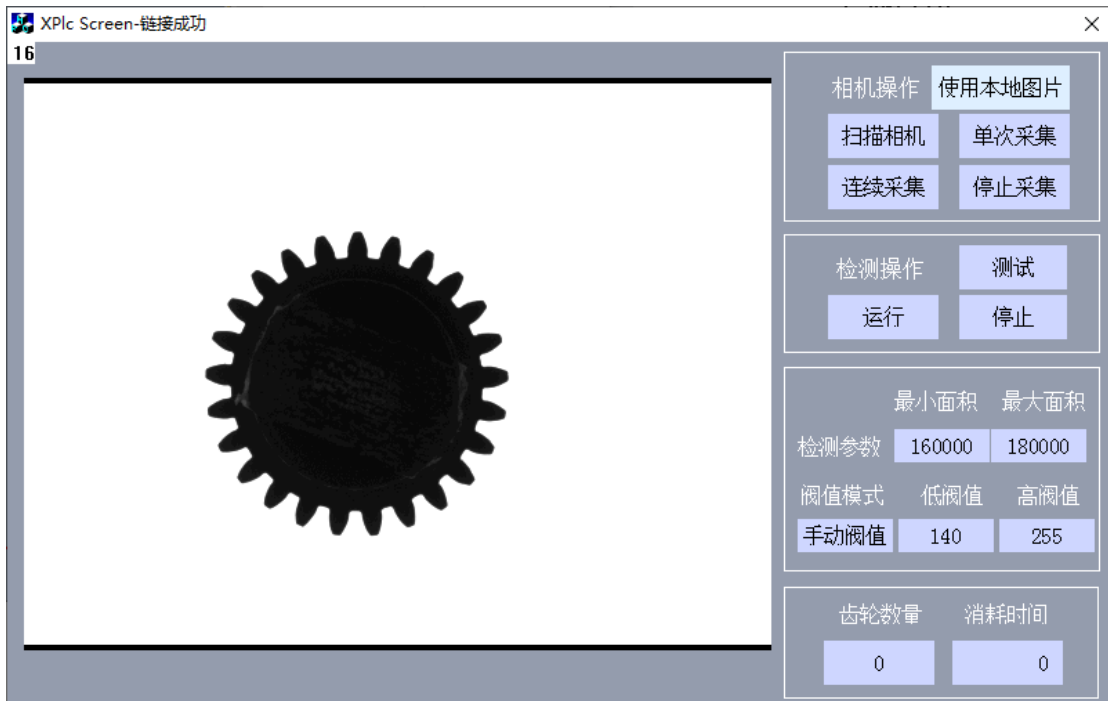 XPlc Screen-链接成功
16
相机操作 使用本地图片
扫描相机 单次采集
连续采集 停止采集
检测操作 测试
运行 停止
最小面积 最大面积
检测参数 160000 180000
阀值模式 低阀值 高阀值
手动阀值 140 255
齿轮数量 消耗时间
0 0